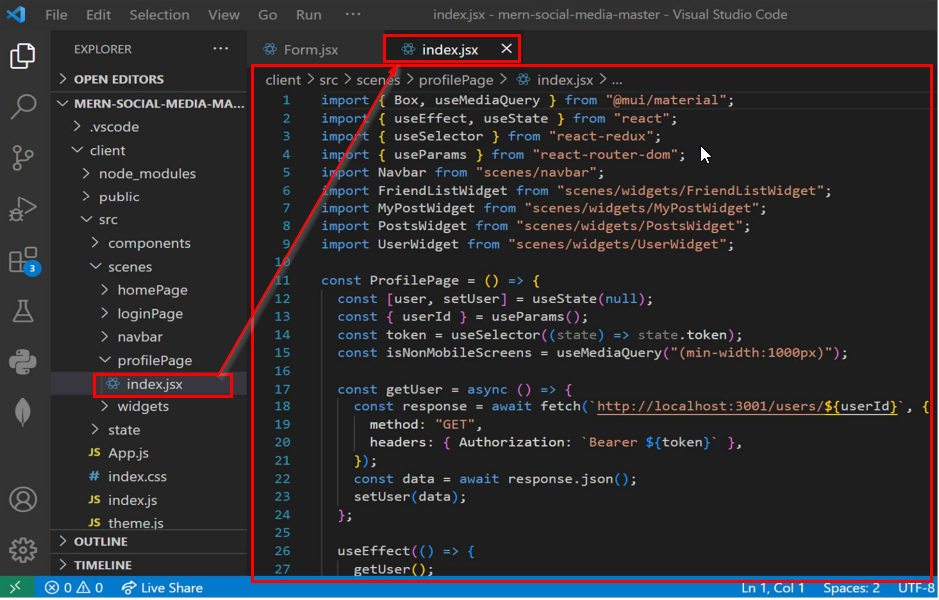 File Edit Selection View Go Run ··· index.jsx - mern-social-media-master - Visual Studio Code
EXPLORER ···
OPEN EDITORS
MERN-SOCIAL-MEDIA-MA...
.vscode
client
node_modules
public
src
components
scenes
homePage
loginPage
navbar
profilePage
index.jsx
widgets
state
JS App.js
# index.css
JS index.js
JS theme.js
OUTLINE
TIMELINE
3
Form.jsx index.jsx
client > src > scenes > profilePage > index.jsx > ...
1 import { Box, useMediaQuery } from "@mui/material";
2 import { useEffect, useState } from "react";
3 import { useSelector } from "react-redux";
4 import { useParams } from "react-router-dom";
5 import Navbar from "scenes/navbar";
6 import FriendListWidget from "scenes/widgets/FriendListWidget";
7 import MyPostWidget from "scenes/widgets/MyPostWidget";
8 import PostsWidget from "scenes/widgets/PostsWidget";
9 import UserWidget from "scenes/widgets/UserWidget";
10
11 const ProfilePage = () => {
12 const [user, setUser] = useState(null);
13 const { userId } = useParams();
14 const token = useSelector((state) => state.token);
15 const isNonMobileScreens = useMediaQuery("(min-width:1000px)");
16
17 const getUser = async () => {
18 const response = await fetch(`http://localhost:3001/users/${userId}`, {
19 method: "GET",
20 headers: { Authorization: `Bearer ${token}` },
21 });
22 const data = await response.json();
23 setUser(data);
24 };
25
26 useEffect(() => {
27 getUser();
0 0 Live Share Ln 1, Col 1 Spaces: 2 UTF-8